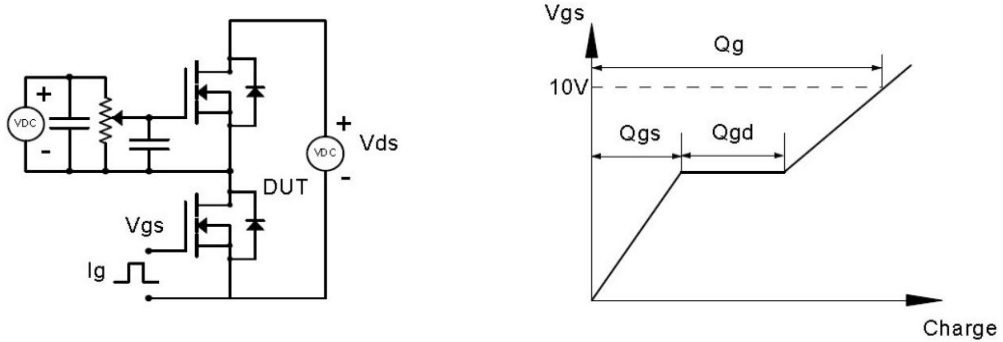 +
VDC
-
+
VDC
-
Vds
DUT
Vgs
Ig
Vgs
Qg
10V
Qgs
Qgd
Charge